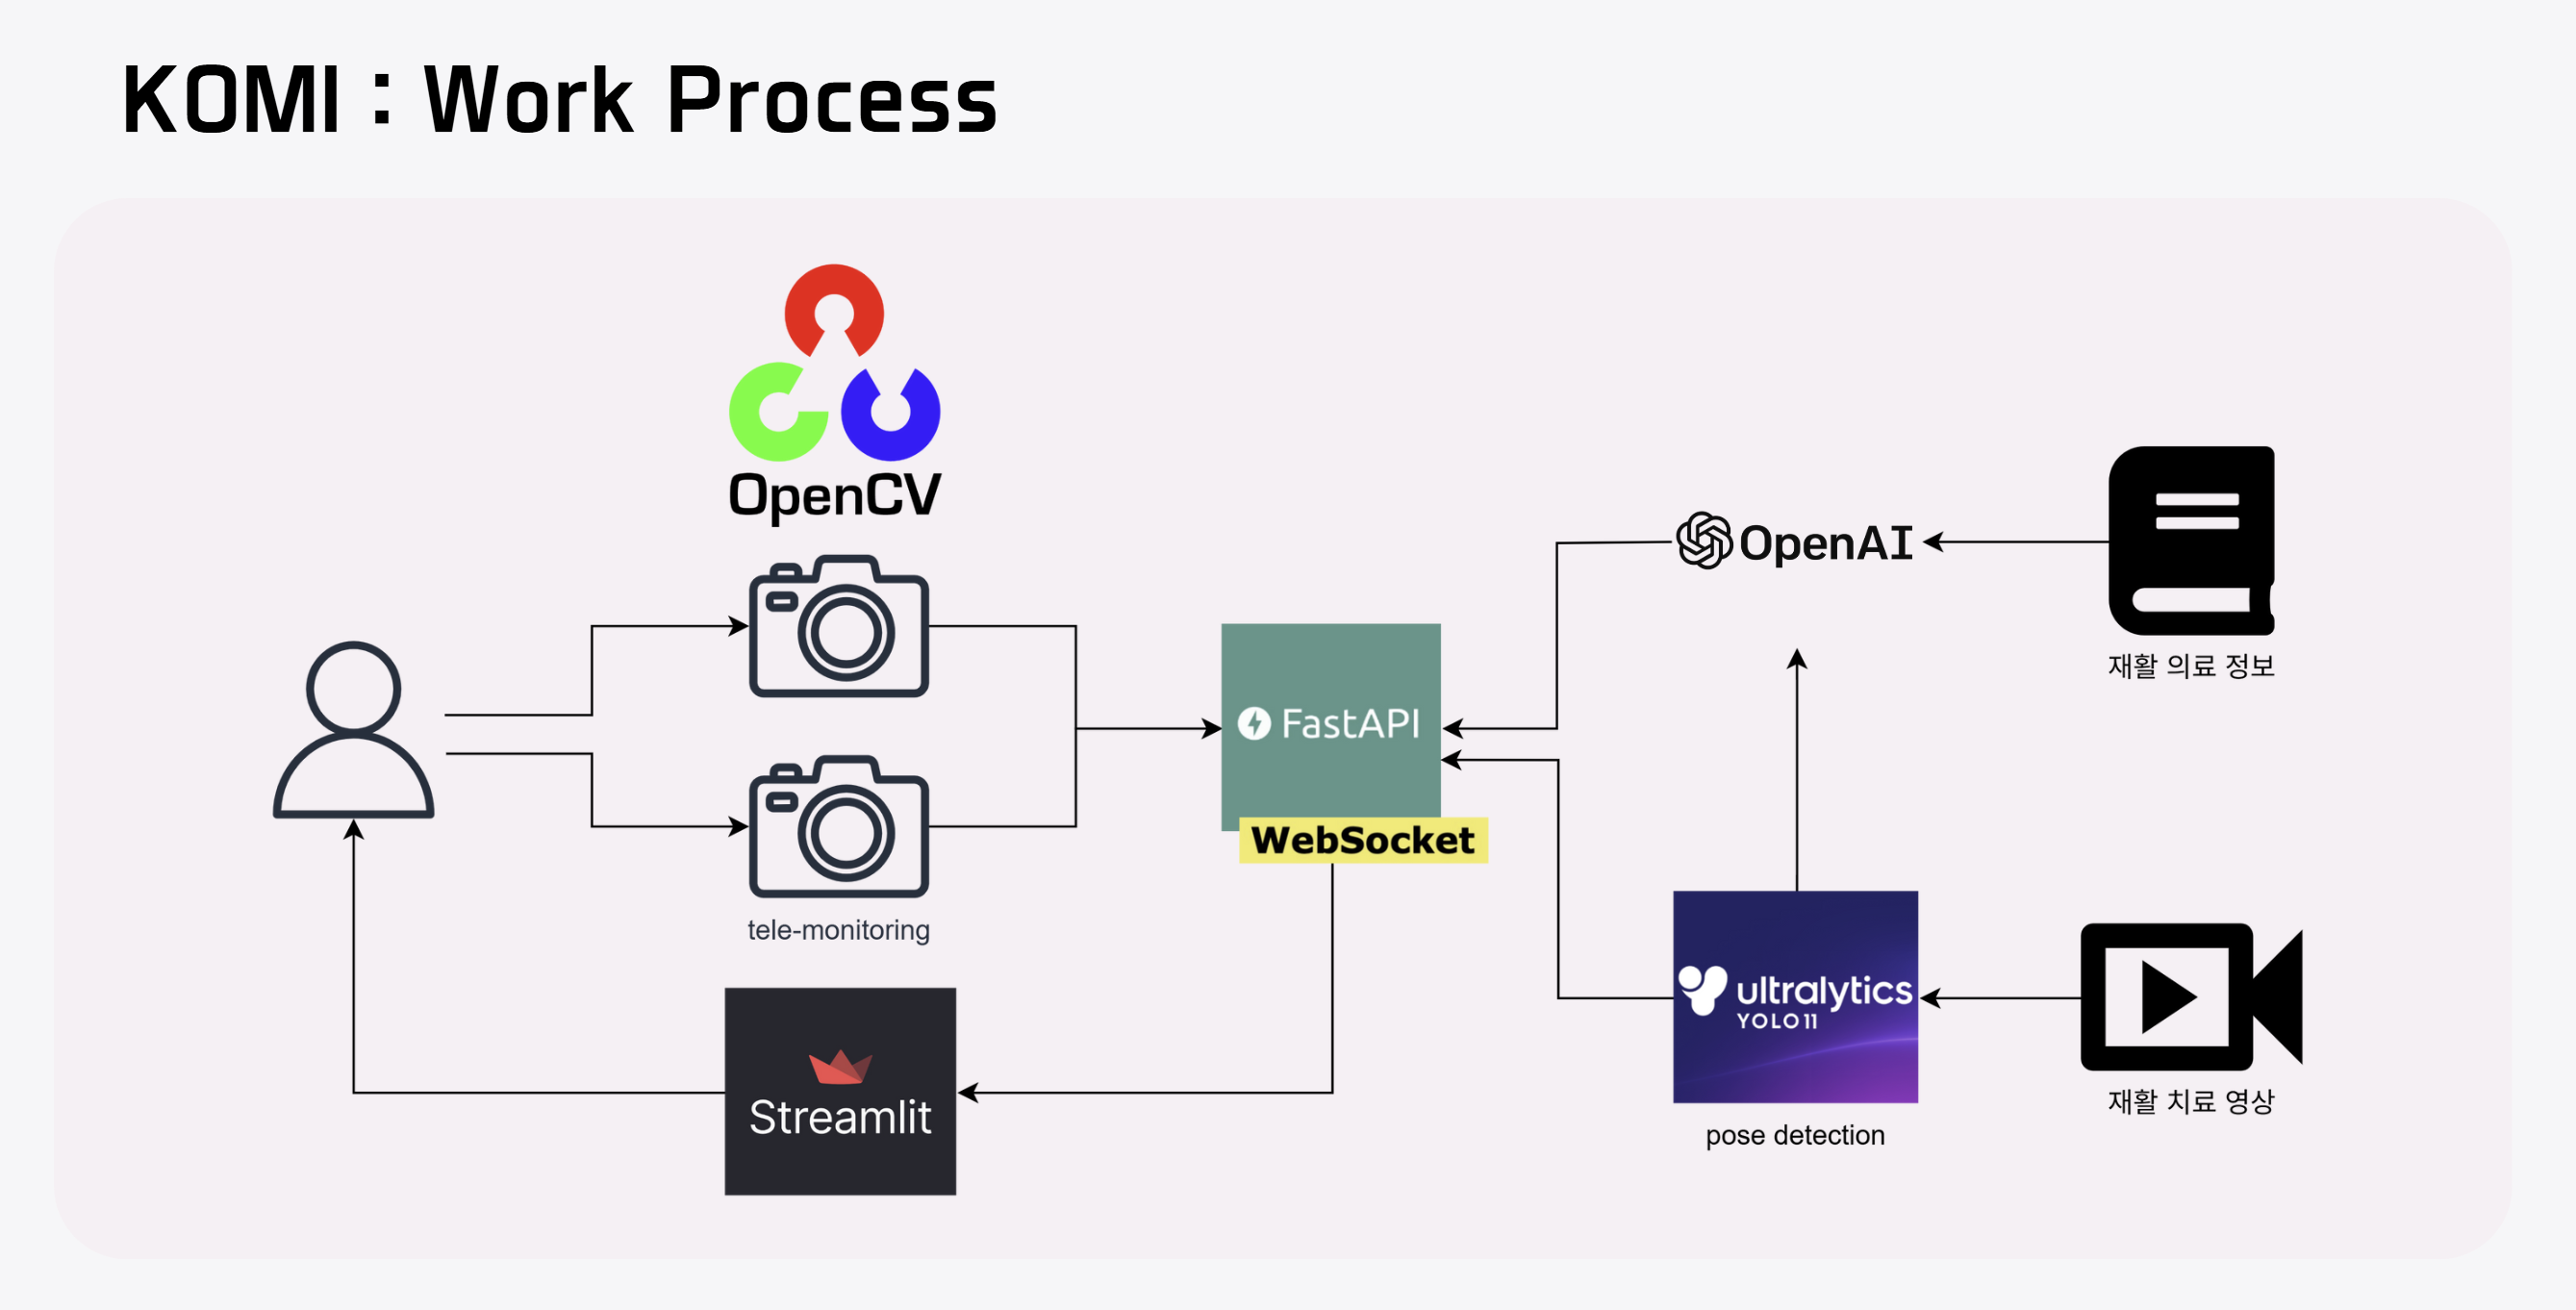 KOMI : Work Process
OpenCV
tele-monitoring
Streamlit
FastAPI
WebSocket
OpenAI
재활 의료 정보
ultralytics
YOLO11
pose detection
재활 치료 영상